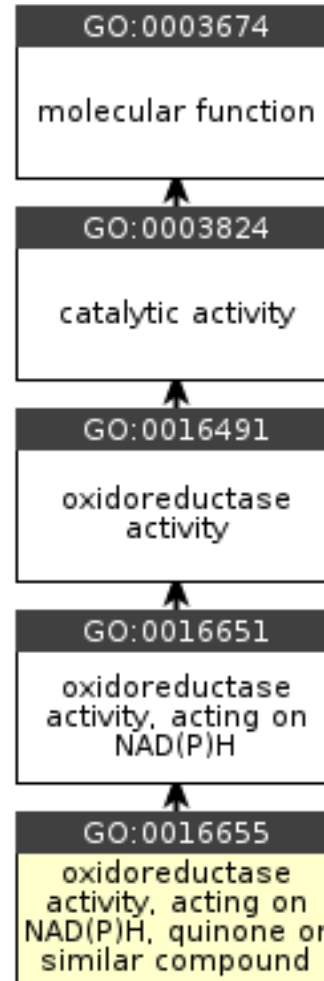 GO:0003674
molecular function
GO:0003824
catalytic activity
GO:0016491
oxidoreductase
activity
GO:0016651
oxidoreductase
activity, acting on
NAD(P)H
GO:0016655
oxidoreductase
activity, acting on
NAD(P)H, quinone or
similar compound